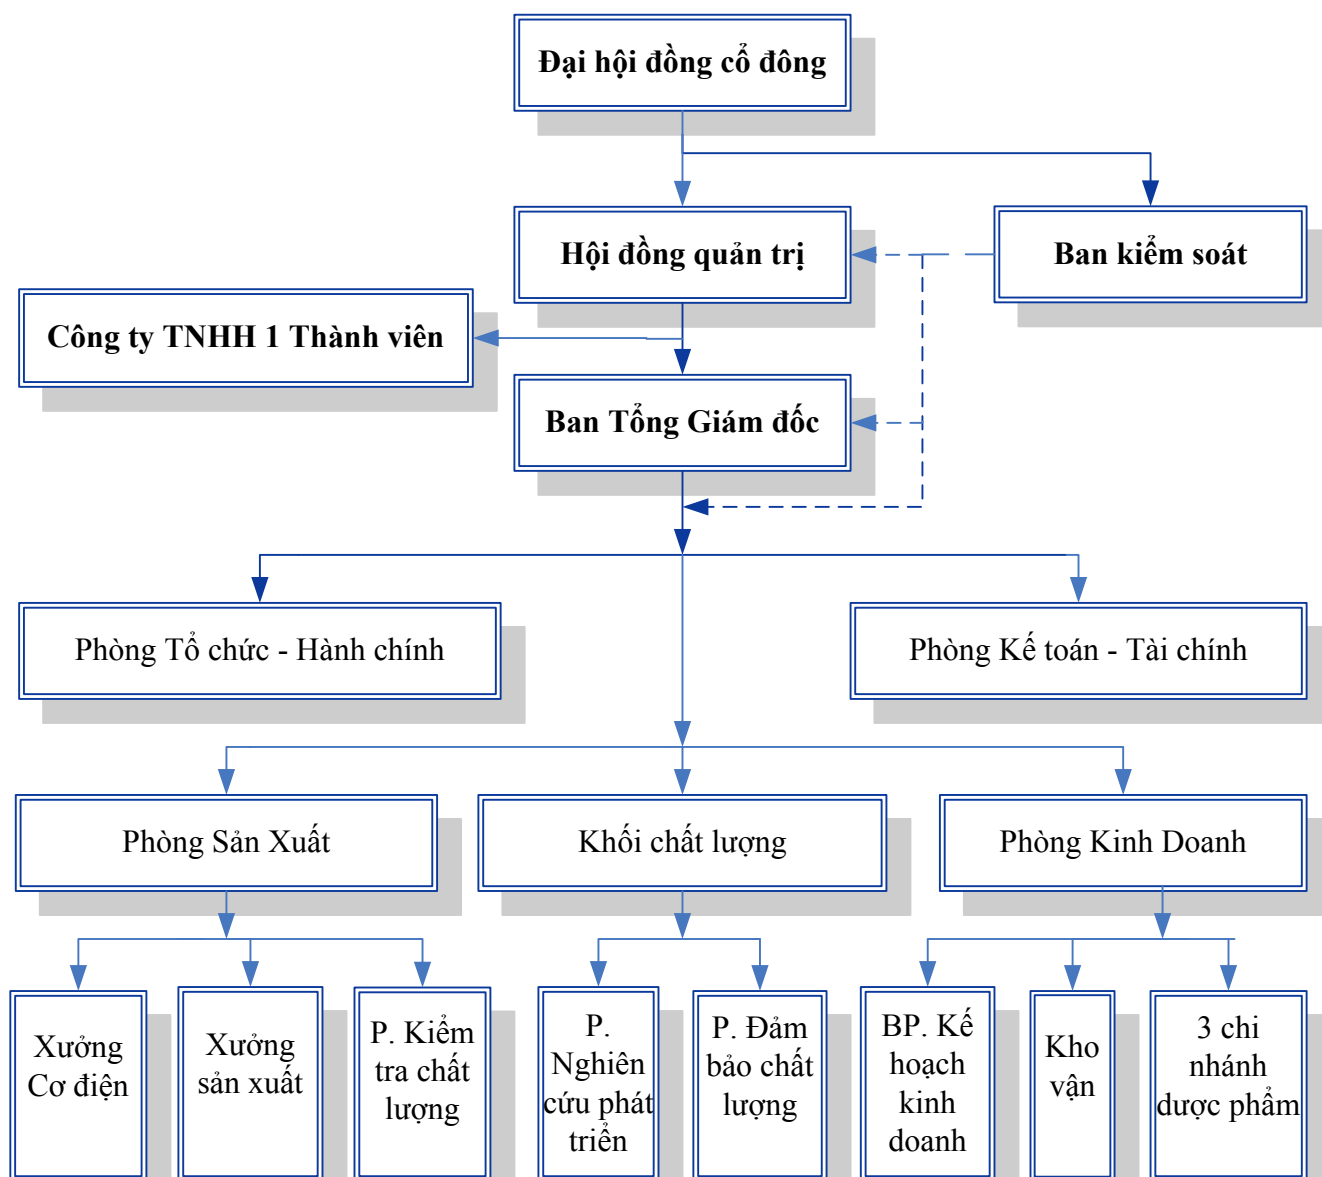 Đại hội đồng cổ đông
Hội đồng quản trị
Ban kiểm soát
Công ty TNHH 1 Thành viên
Ban Tổng Giám đốc
Phòng Tổ chức - Hành chính
Phòng Kế toán - Tài chính
Phòng Sản Xuất
Khối chất lượng
Phòng Kinh Doanh
Xưởng
Cơ điện
Xưởng
sản xuất
P. Kiểm
tra chất
lượng
P.
Nghiên
cứu phát
triển
P. Đảm
bảo chất
lượng
BP. Kế
hoạch
kinh
doanh
Kho
vận
3 chi
nhánh
dược phẩm